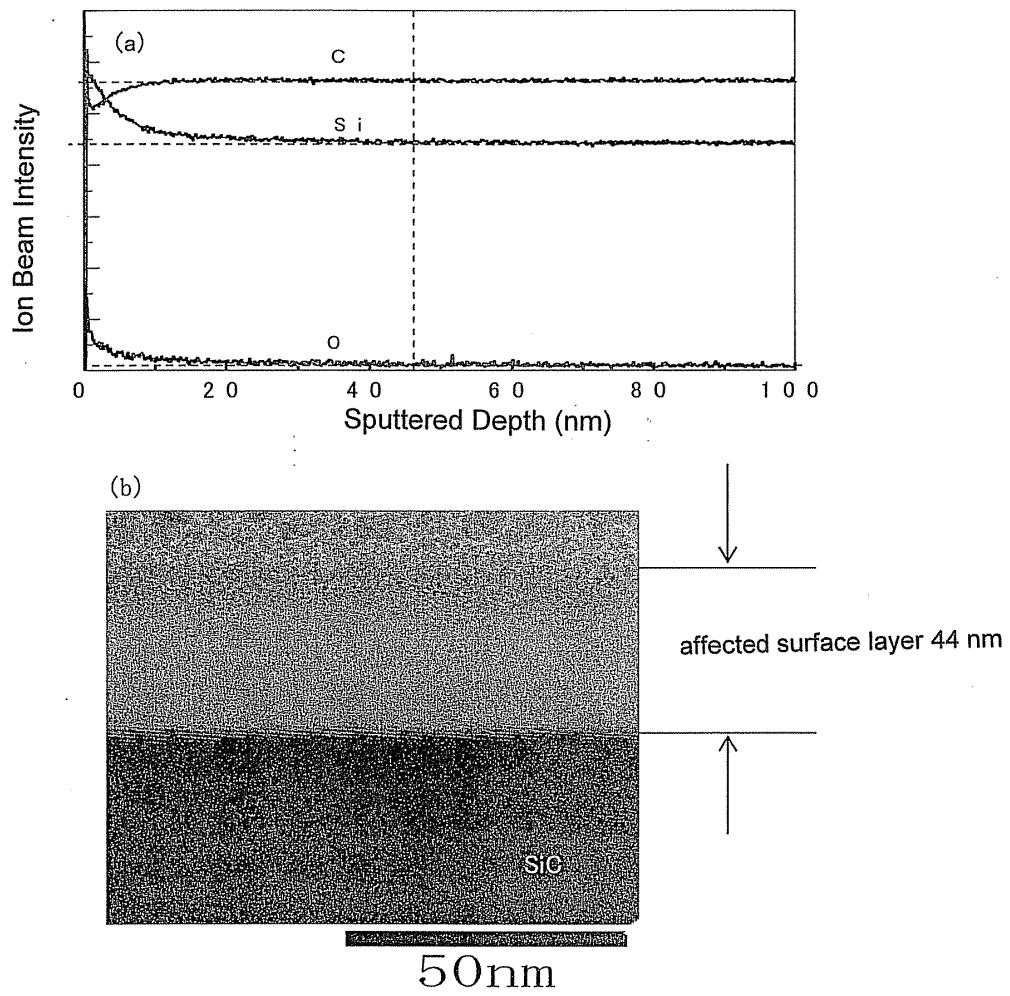 (a)
C
Si
O
Ion Beam Intensity
0 20 40 60 80 100
Sputtered Depth (nm)
(b)
affected surface layer 44 nm
SiC
50nm